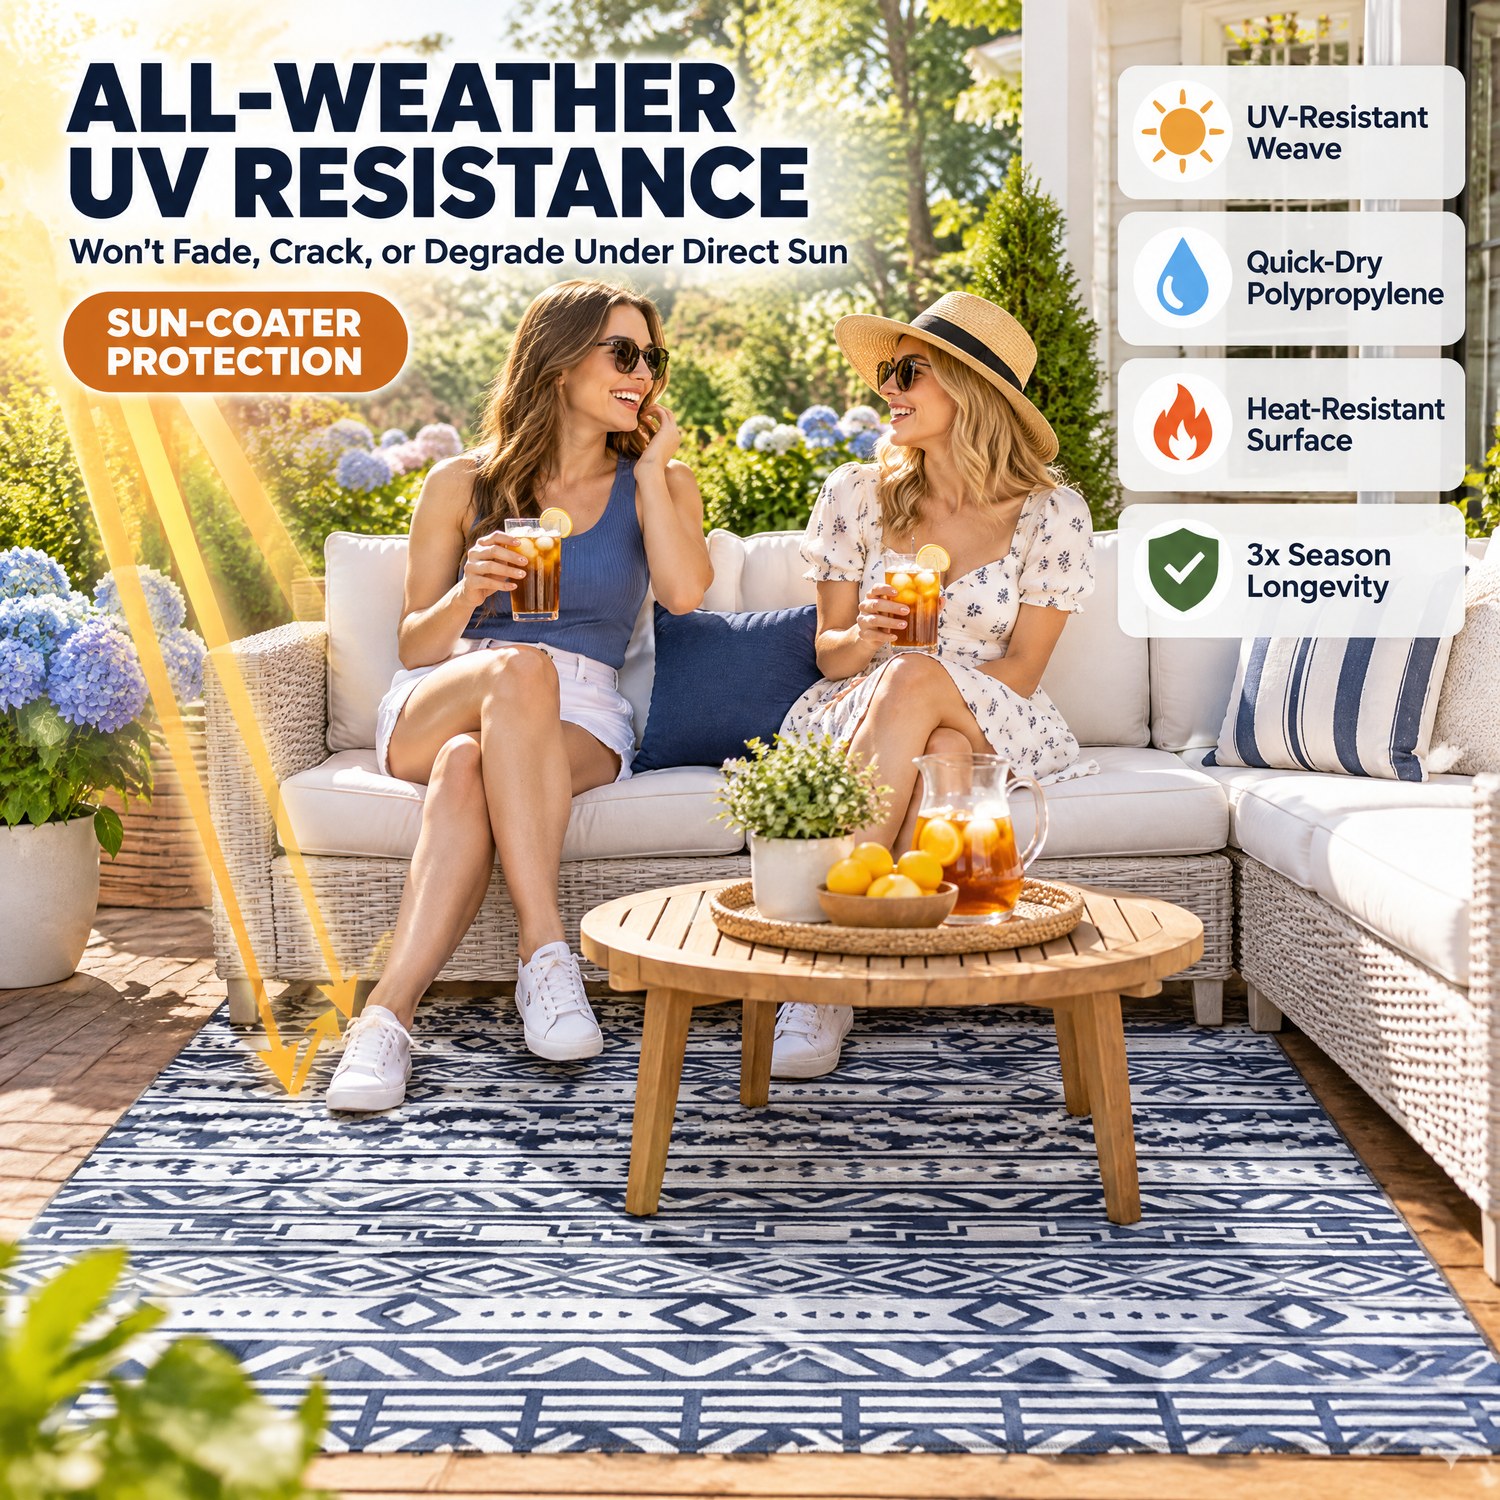 ALL-WEATHER
UV RESISTANCE
Won't Fade, Crack, or Degrade Under Direct Sun
SUN-COATER
PROTECTION
UV-Resistant
Weave
Quick-Dry
Polypropylene
Heat-Resistant
Surface
3x Season
Longevity